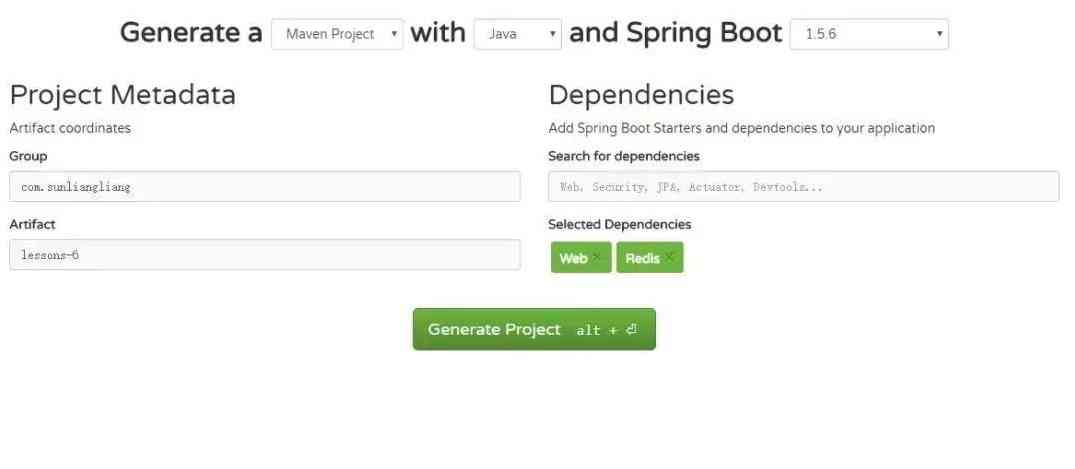 Generate a Maven Project with Java and Spring Boot 1.5.6
Project Metadata
Artifact coordinates
Group
com.sunliangliang
Artifact
lessons-6
Dependencies
Add Spring Boot Starters and dependencies to your application
Search for dependencies
Web, Security, JPA, Actuator, Devtools...
Selected Dependencies
Web × Redis ×
Generate Project alt + ⏎